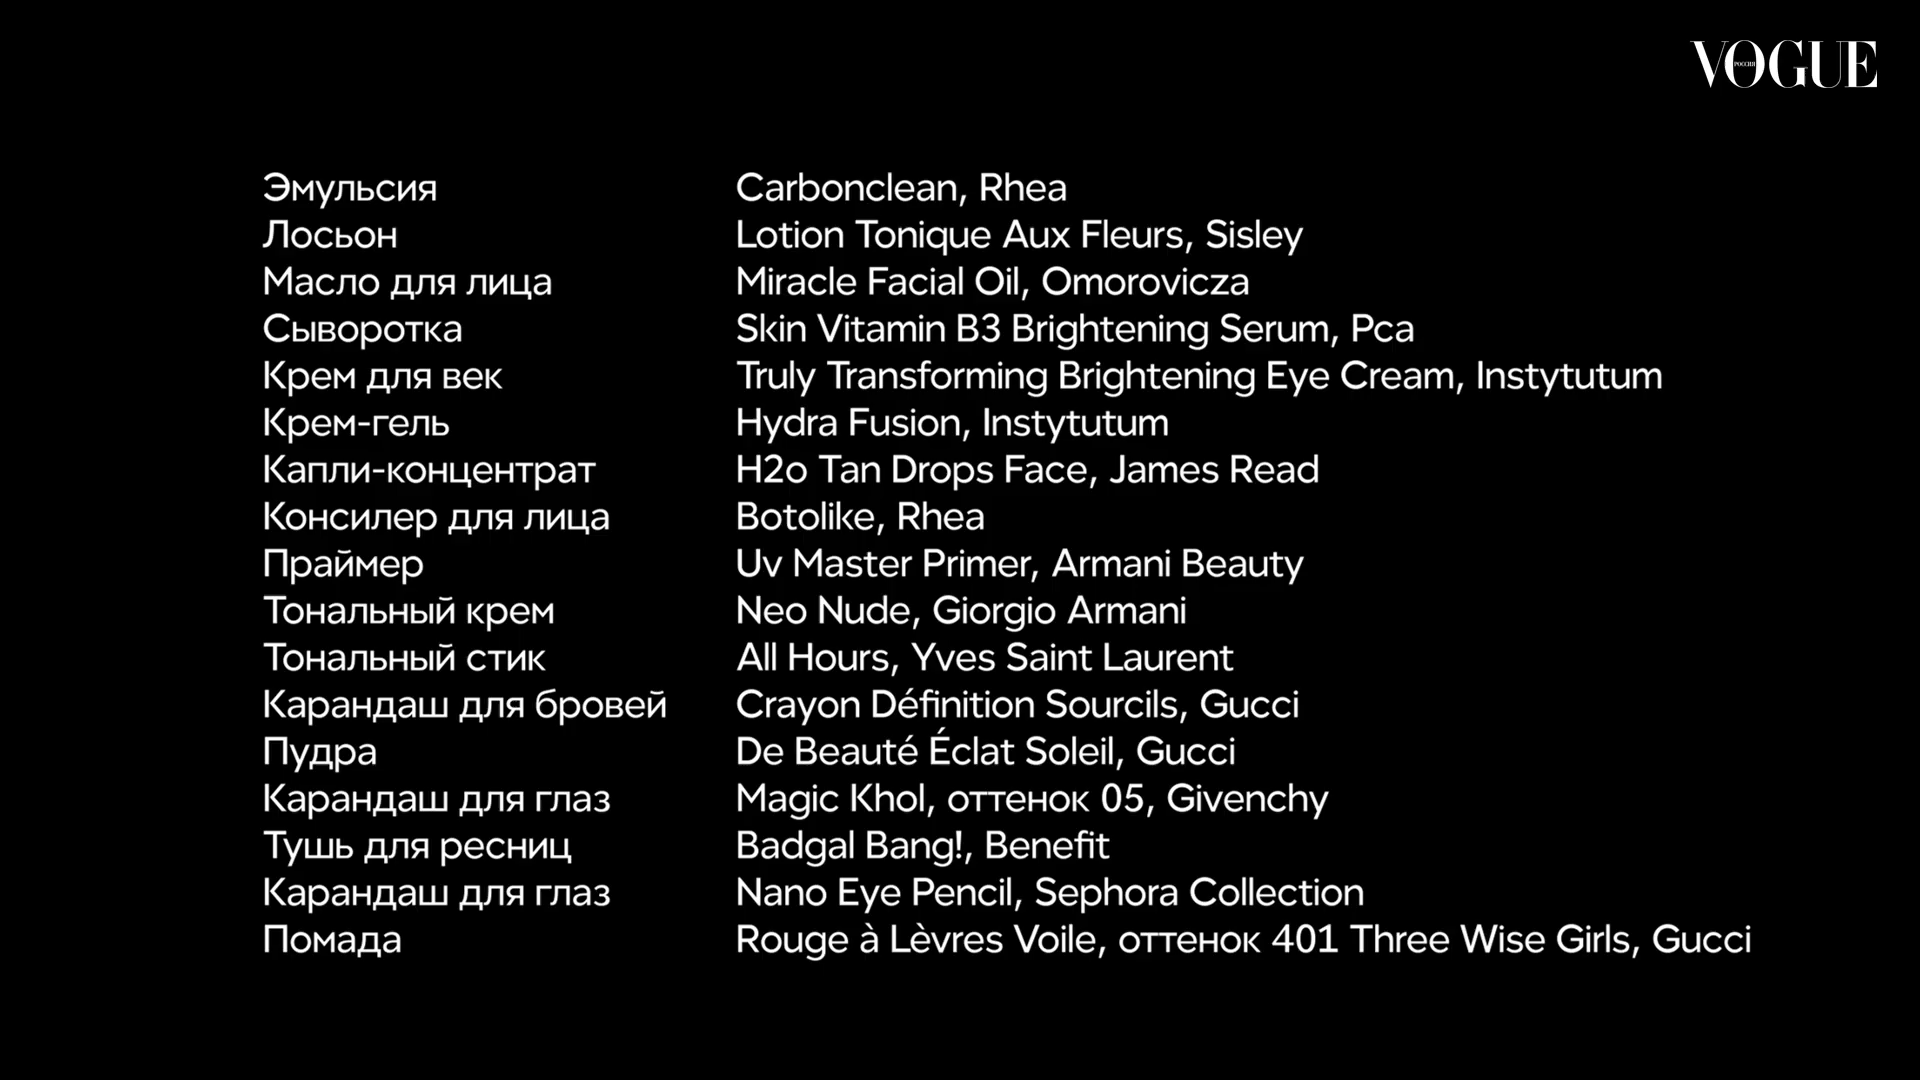 VOGUE
РОССИЯ
Эмульсия Carbonclean, Rhea
Лосьон Lotion Tonique Aux Fleurs, Sisley
Масло для лица Miracle Facial Oil, Omorovicza
Сыворотка Skin Vitamin B3 Brightening Serum, Pca
Крем для век Truly Transforming Brightening Eye Cream, Instytutum
Крем-гель Hydra Fusion, Instytutum
Капли-концентрат H2o Tan Drops Face, James Read
Консилер для лица Botolike, Rhea
Праймер Uv Master Primer, Armani Beauty
Тональный крем Neo Nude, Giorgio Armani
Тональный стик All Hours, Yves Saint Laurent
Карандаш для бровей Crayon Définition Sourcils, Gucci
Пудра De Beauté Éclat Soleil, Gucci
Карандаш для глаз Magic Khol, оттенок 05, Givenchy
Тушь для ресниц Badgal Bang!, Benefit
Карандаш для глаз Nano Eye Pencil, Sephora Collection
Помада Rouge à Lèvres Voile, оттенок 401 Three Wise Girls, Gucci